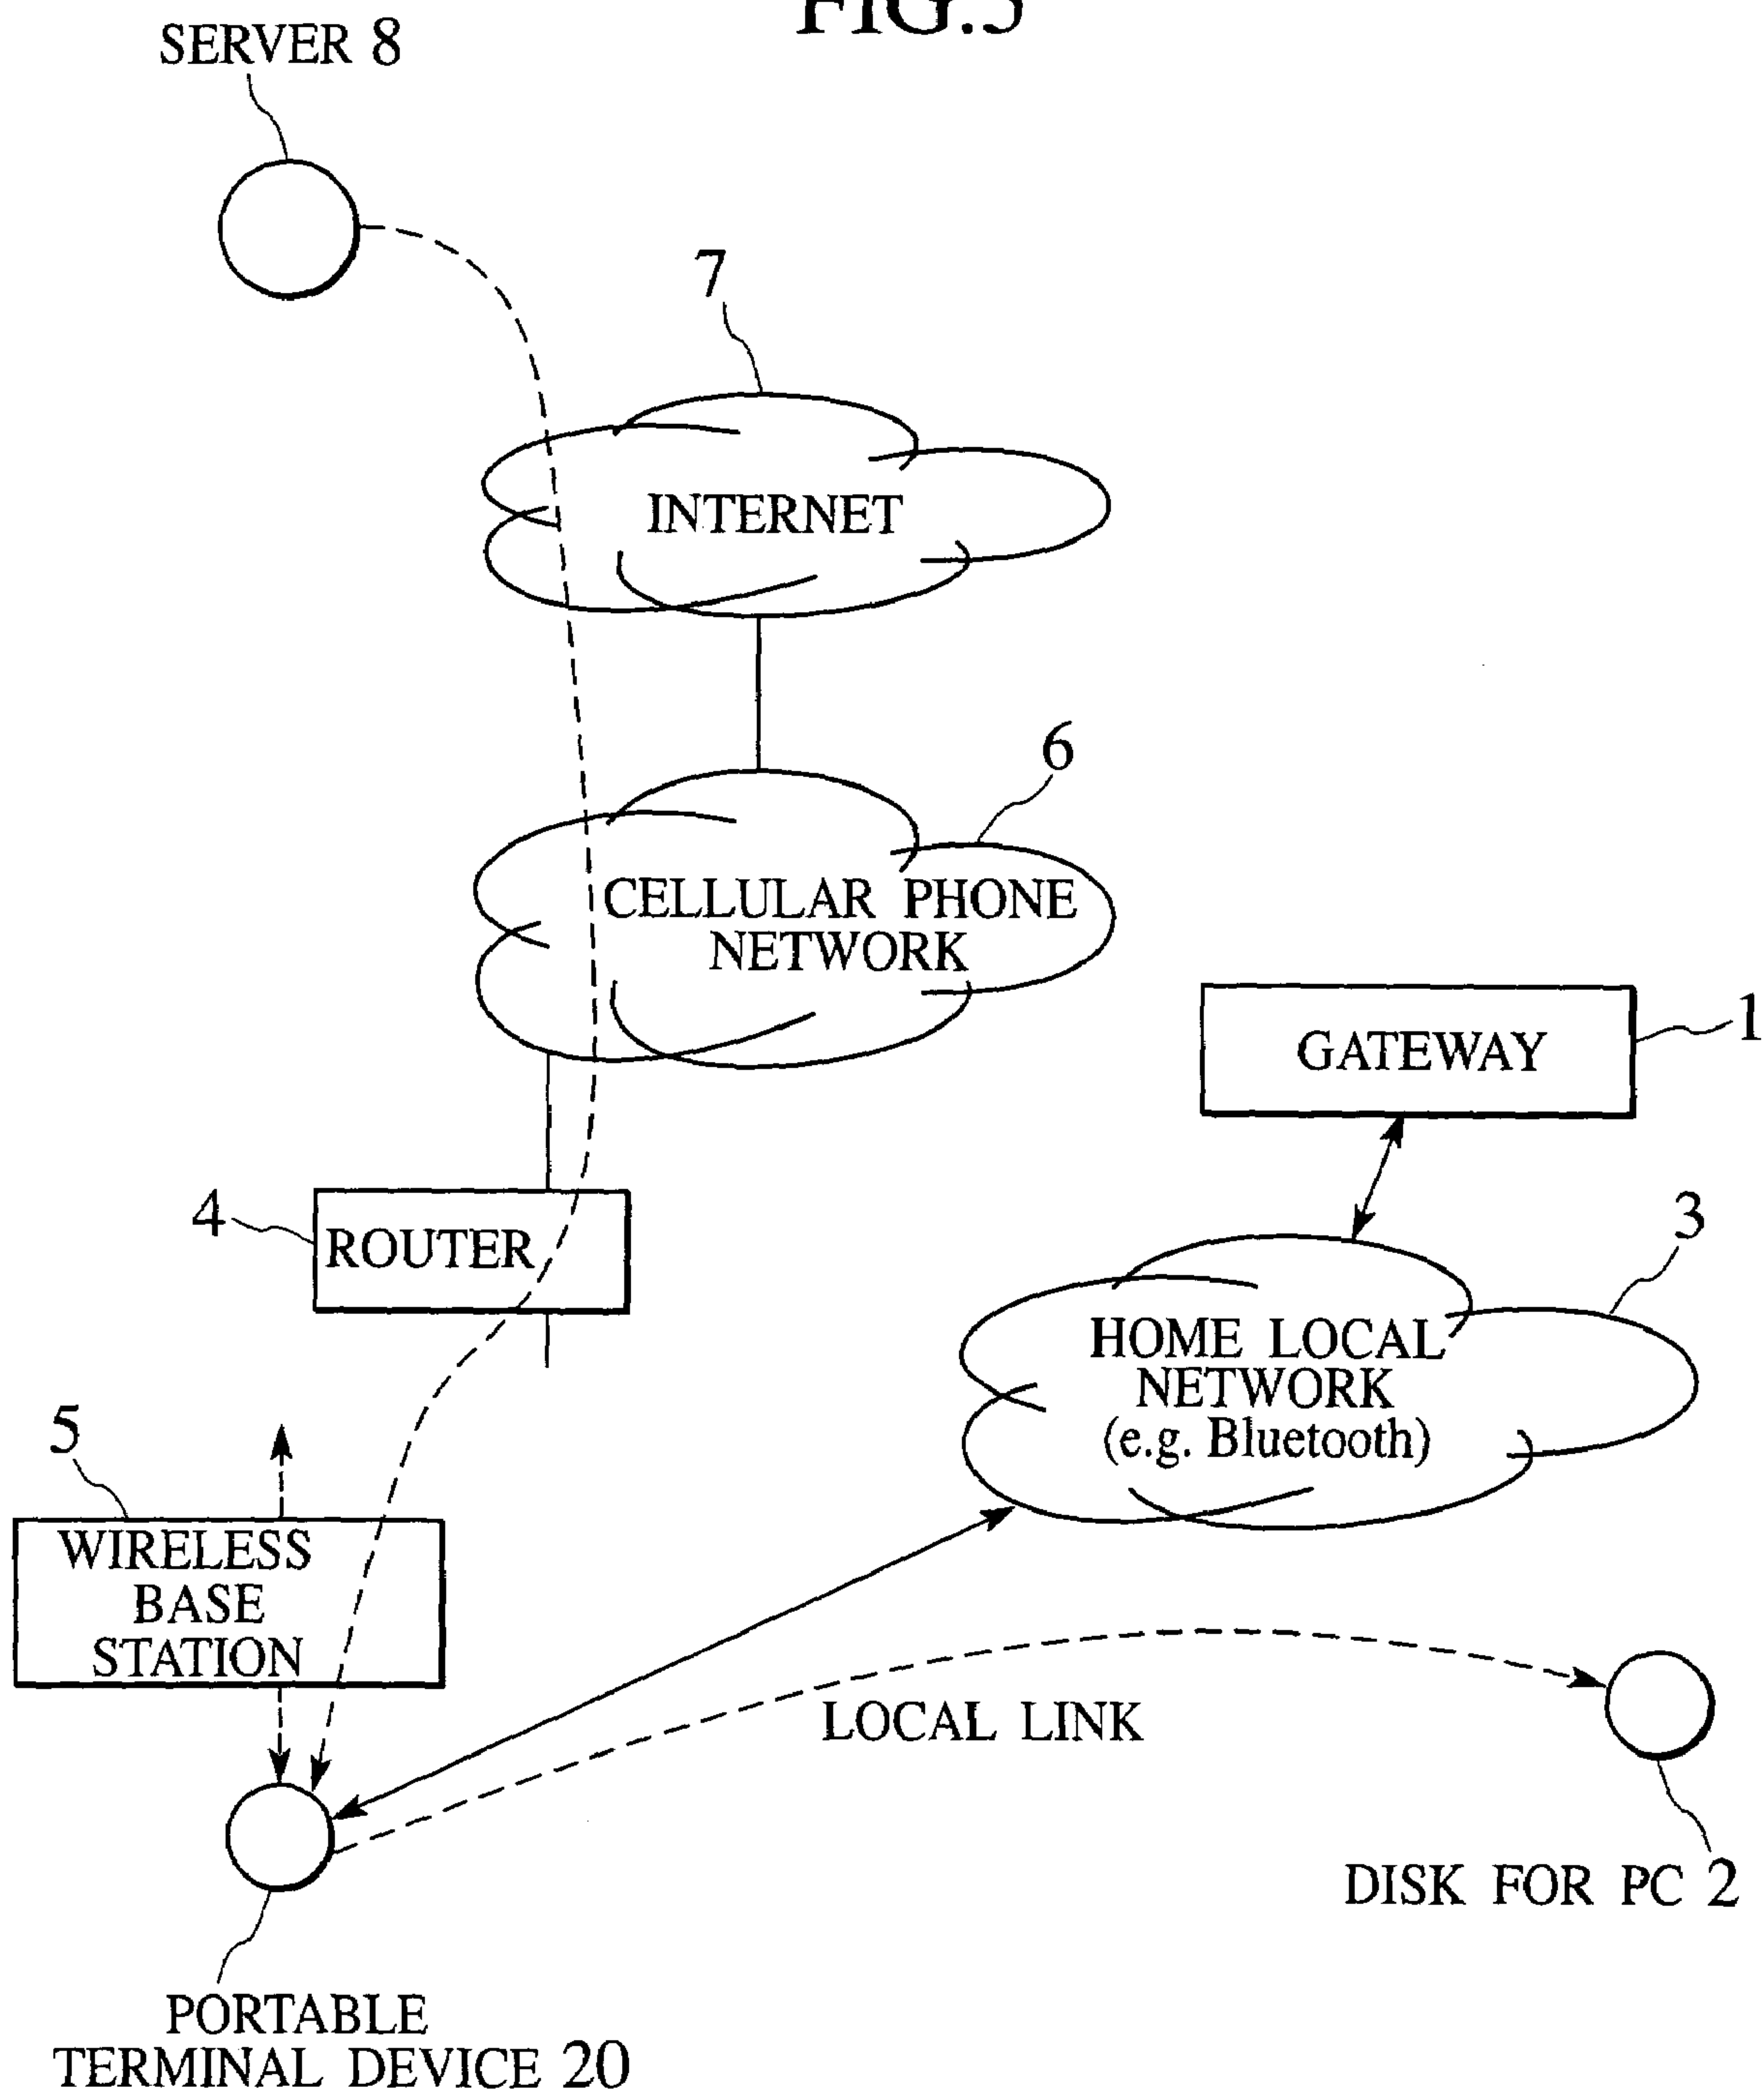 FIG.5
SERVER 8
7
INTERNET
6
CELLULAR PHONE
NETWORK
GATEWAY
1
4
ROUTER
3
HOME LOCAL
NETWORK
(e.g. Bluetooth)
5
WIRELESS
BASE
STATION
LOCAL LINK
DISK FOR PC 2
PORTABLE
TERMINAL DEVICE 20